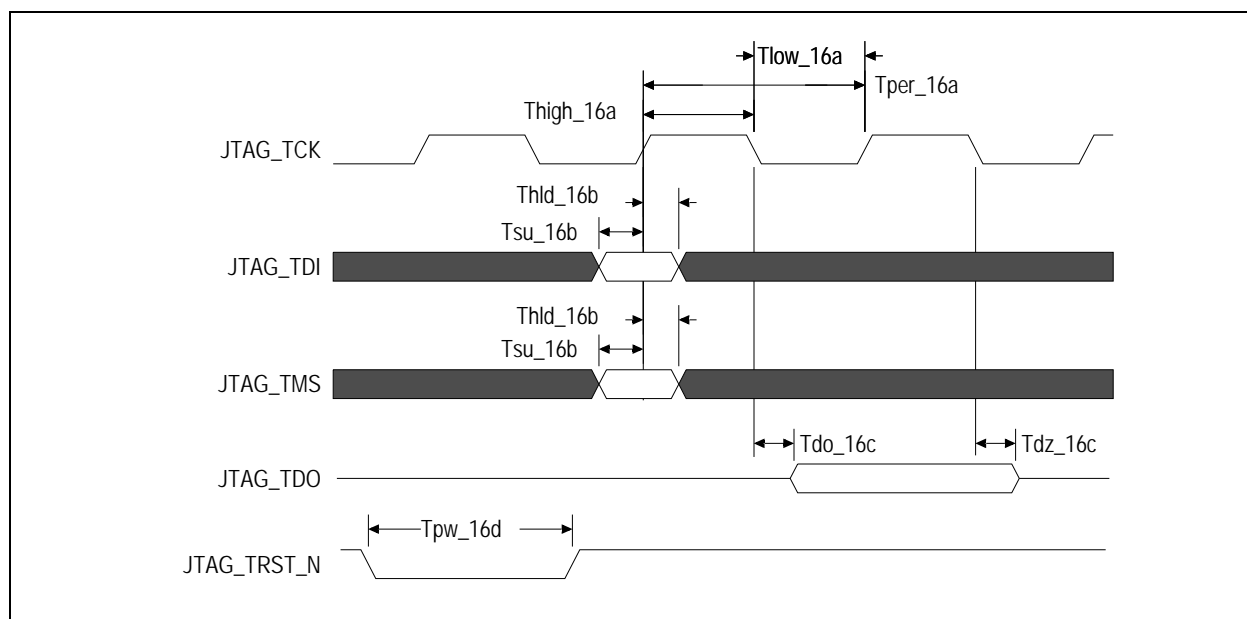 Tlow_16a
Tper_16a
Thigh_16a
JTAG_TCK
Thld_16b
Tsu_16b
JTAG_TDI
Thld_16b
Tsu_16b
JTAG_TMS
Tdo_16c
Tdz_16c
JTAG_TDO
Tpw_16d
JTAG_TRST_N